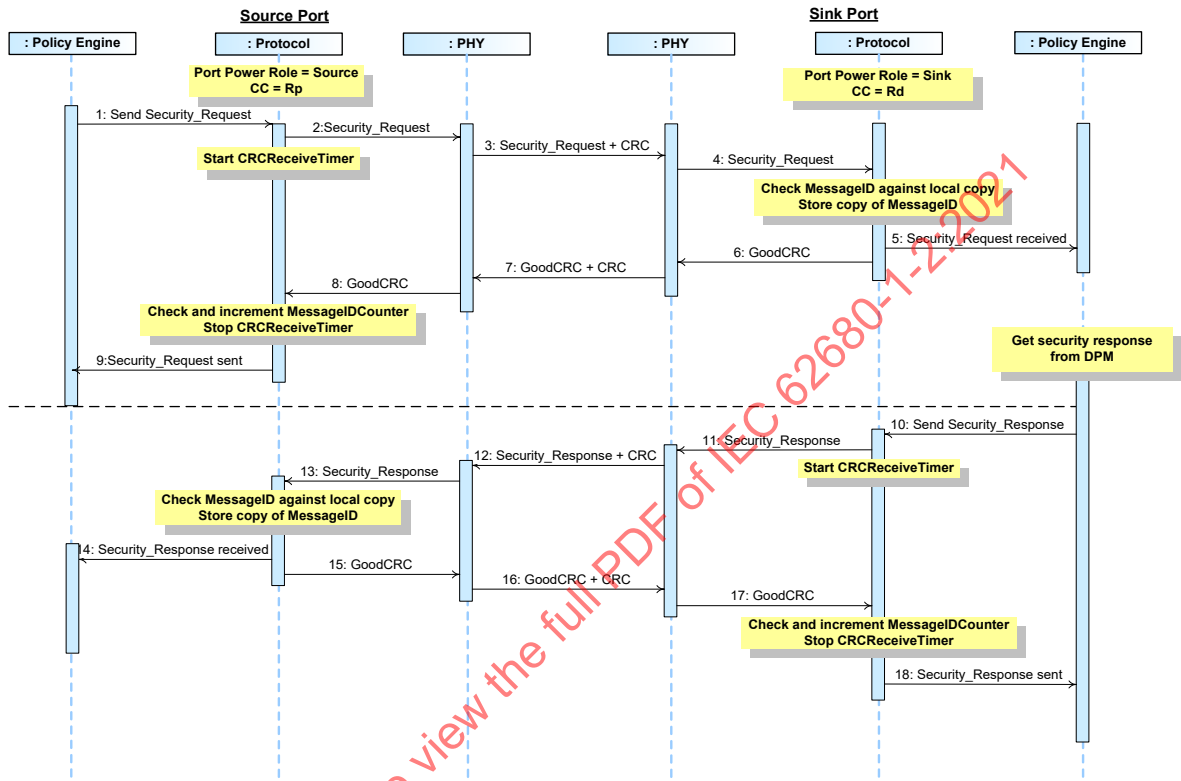 Source Port
Sink Port
: Policy Engine
: Protocol
: PHY
: PHY
: Protocol
: Policy Engine
Port Power Role = Source
CC = Rp
Port Power Role = Sink
CC = Rd
1: Send Security_Request
2:Security_Request
Start CRCReceiveTimer
3: Security_Request + CRC
4: Security_Request
Check MessageID against local copy
Store copy of MessageID
5: Security_Request received
6: GoodCRC
7: GoodCRC + CRC
8: GoodCRC
Check and increment MessageIDCounter
Stop CRCReceiveTimer
9:Security_Request sent
Get security response
from DPM
10: Send Security_Response
11: Security_Response
Start CRCReceiveTimer
12: Security_Response + CRC
13: Security_Response
Check MessageID against local copy
Store copy of MessageID
14: Security_Response received
15: GoodCRC
16: GoodCRC + CRC
17: GoodCRC
Check and increment MessageIDCounter
Stop CRCReceiveTimer
18: Security_Response sent
view the full PDF of IEC 62680-1-2:2021